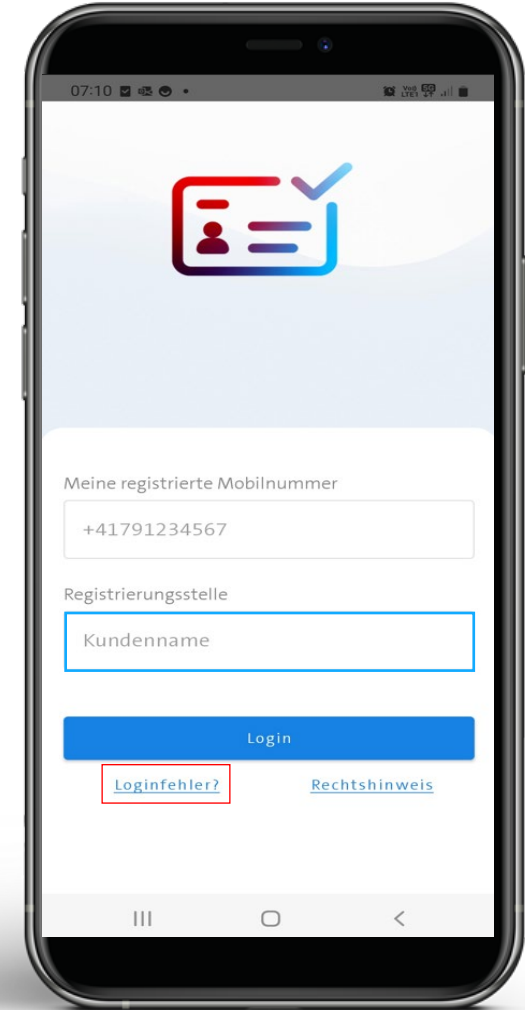 07:10
Meine registrierte Mobilnummer
+41791234567
Registrierungsstelle
Kundenname
Login
Loginfehler? Rechtshinweis